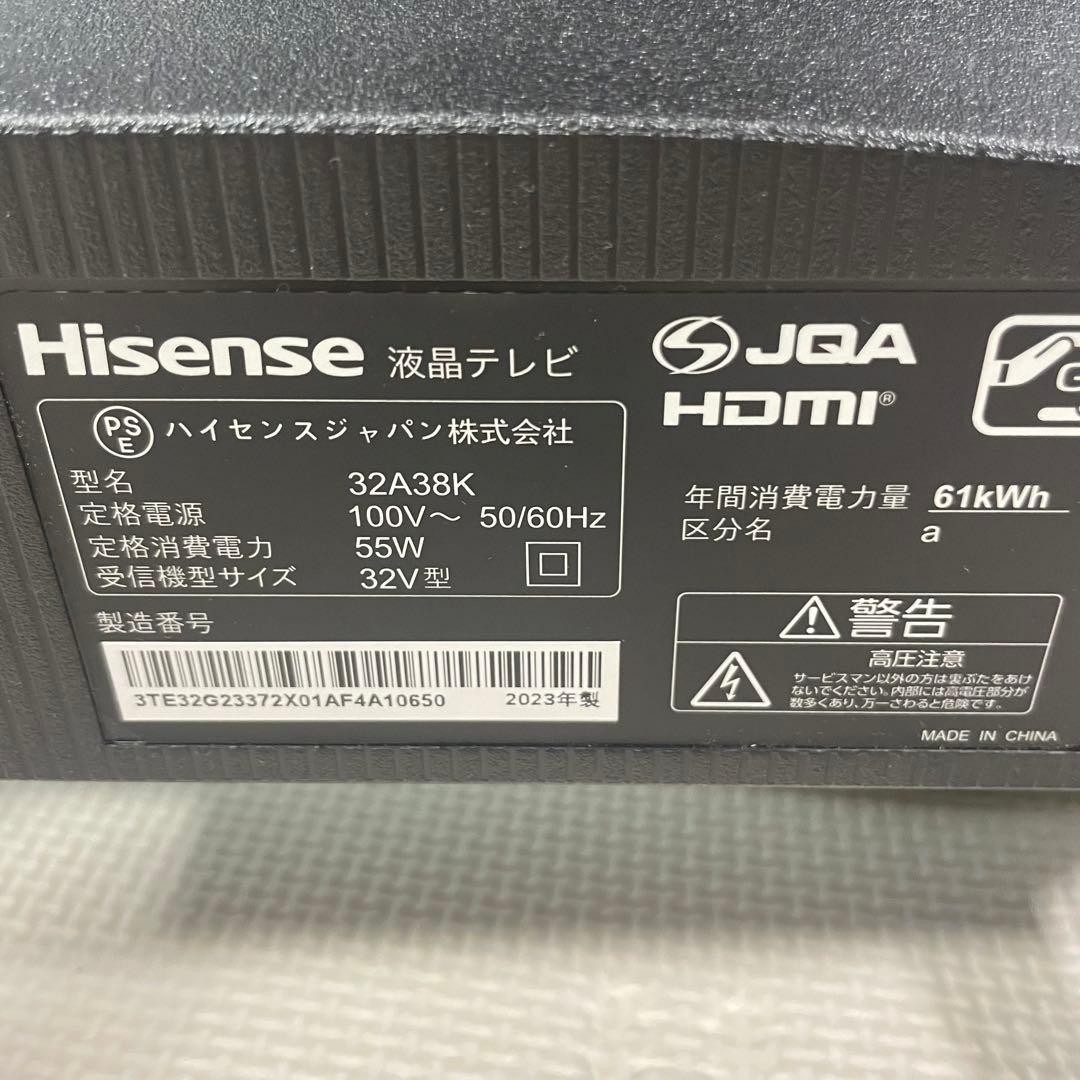 Hisense 液晶テレビ
PS
E
ハイセンスジャパン株式会社
型名 32A38K
定格電源 100V～ 50/60Hz
定格消費電力 55W
受信機型サイズ 32V型
製造番号
3TE32G23372X01AF4A10650 2023年製
JQA
HDMI®
G
年間消費電力量 61kWh
区分名 a
警告
高圧注意
サービスマン以外の方は裏ぶたをあけ
ないでください。内部には高電圧部分が
数多くあり、万一さわると危険です。
MADE IN CHINA